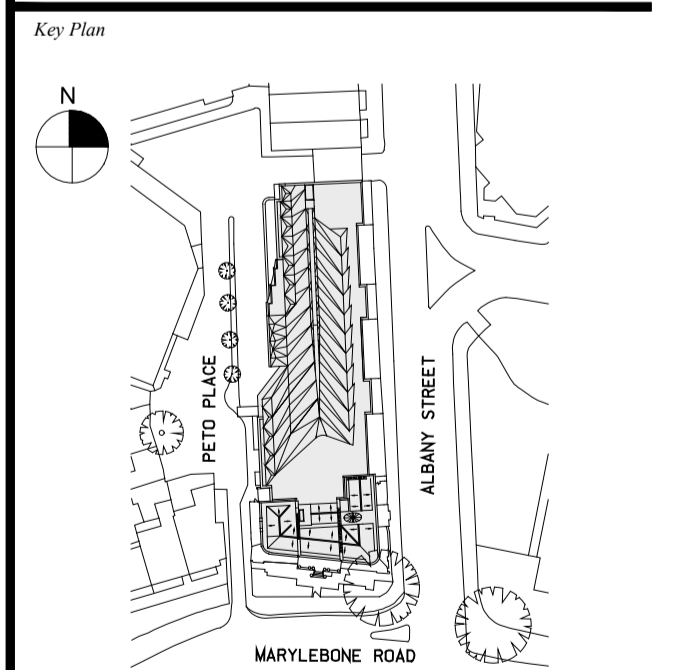 Key Plan
N
PETO PLACE
ALBANY STREET
MARYLEBONE ROAD